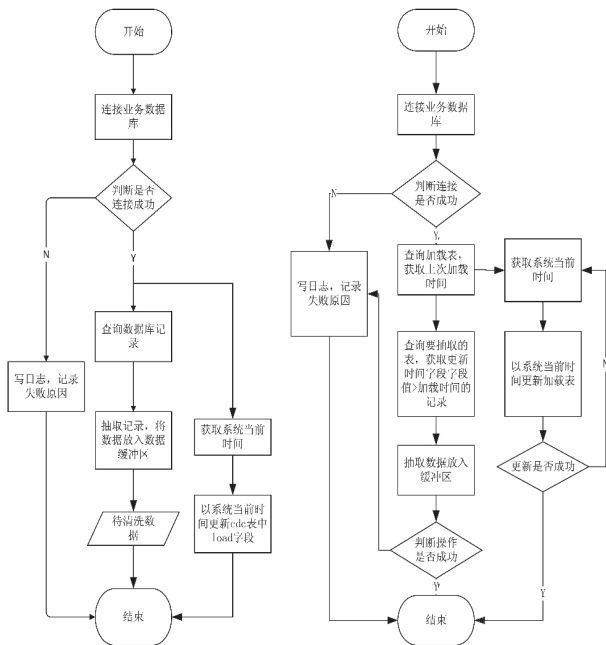 开始
连接业务数据
库
判断是否
连接成功
N
Y
查询数据库记
录
写日志，记录
失败原因
抽取记录，将
数据放入数据
缓冲区
获取系统当前
时间
待清洗数
据
以系统当前时
间更新cdc表中
load字段
结束
开始
连接业务数据
库
判断连接
是否成功
N
Y
查询加载表，
获取上次加载
时间
获取系统当前
时间
写日志，记录
失败原因
查询要抽取的
表，获取更新
时间字段字段
值>加载时间的
记录
以系统当前时
间更新加载表
N
抽取数据放入
缓冲区
更新是否成功
判断操作
是否成功
Y
Y
结束